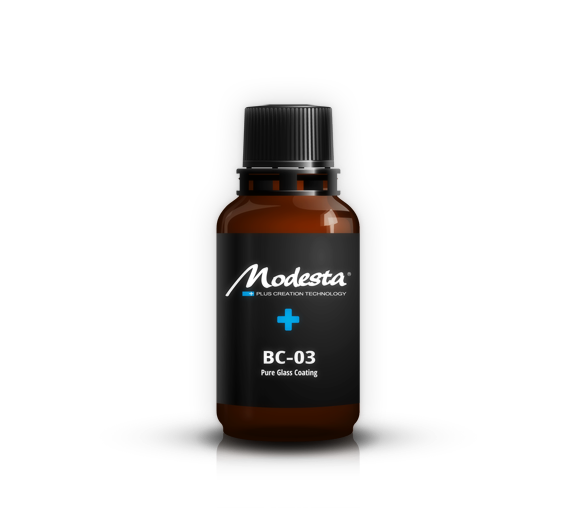 Modesta®
PLUS CREATION TECHNOLOGY
BC-03
Pure Glass Coating